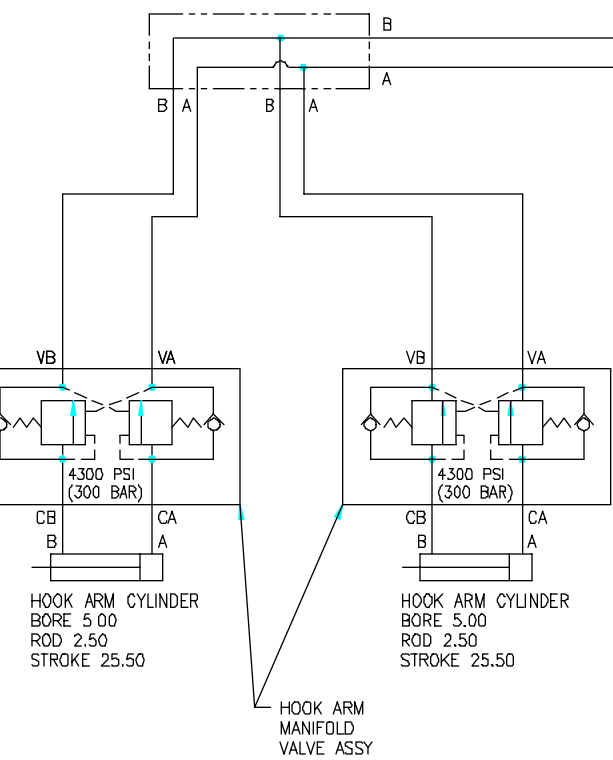 B
A
B A B A
VB VA VB VA
4300 PSI
(300 BAR)
4300 PSI
(300 BAR)
CB CA CB CA
B A B A
HOOK ARM CYLINDER
BORE 5.00
ROD 2.50
STROKE 25.50
HOOK ARM CYLINDER
BORE 5.00
ROD 2.50
STROKE 25.50
HOOK ARM
MANIFOLD
VALVE ASSY